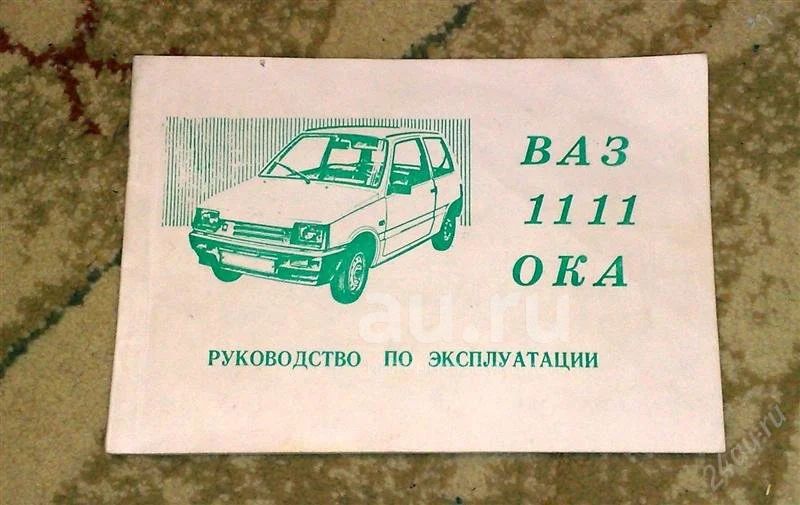 ВАЗ
1111
ОКА
РУКОВОДСТВО ПО ЭКСПЛУАТАЦИИ
au.ru
24au.ru